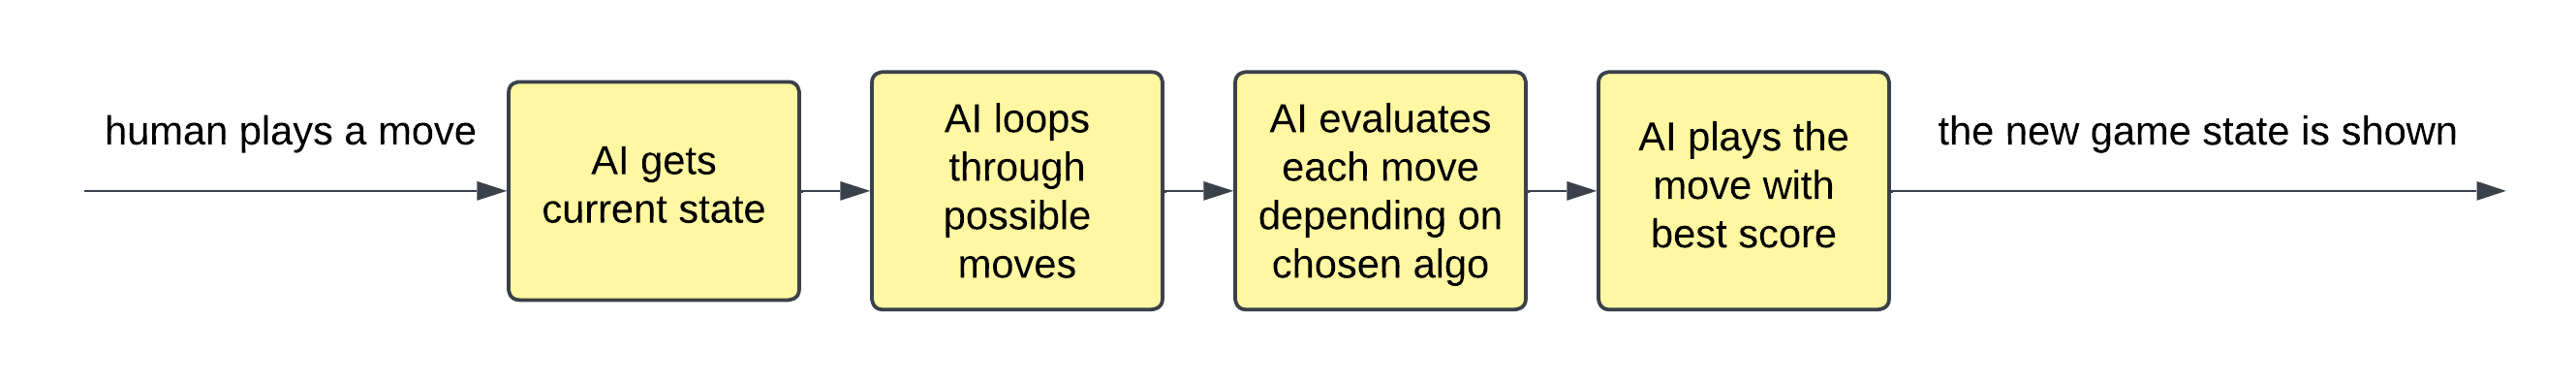 human plays a move
AI gets
current state
AI loops
through
possible
moves
AI evaluates
each move
depending on
chosen algo
AI plays the
move with
best score
the new game state is shown